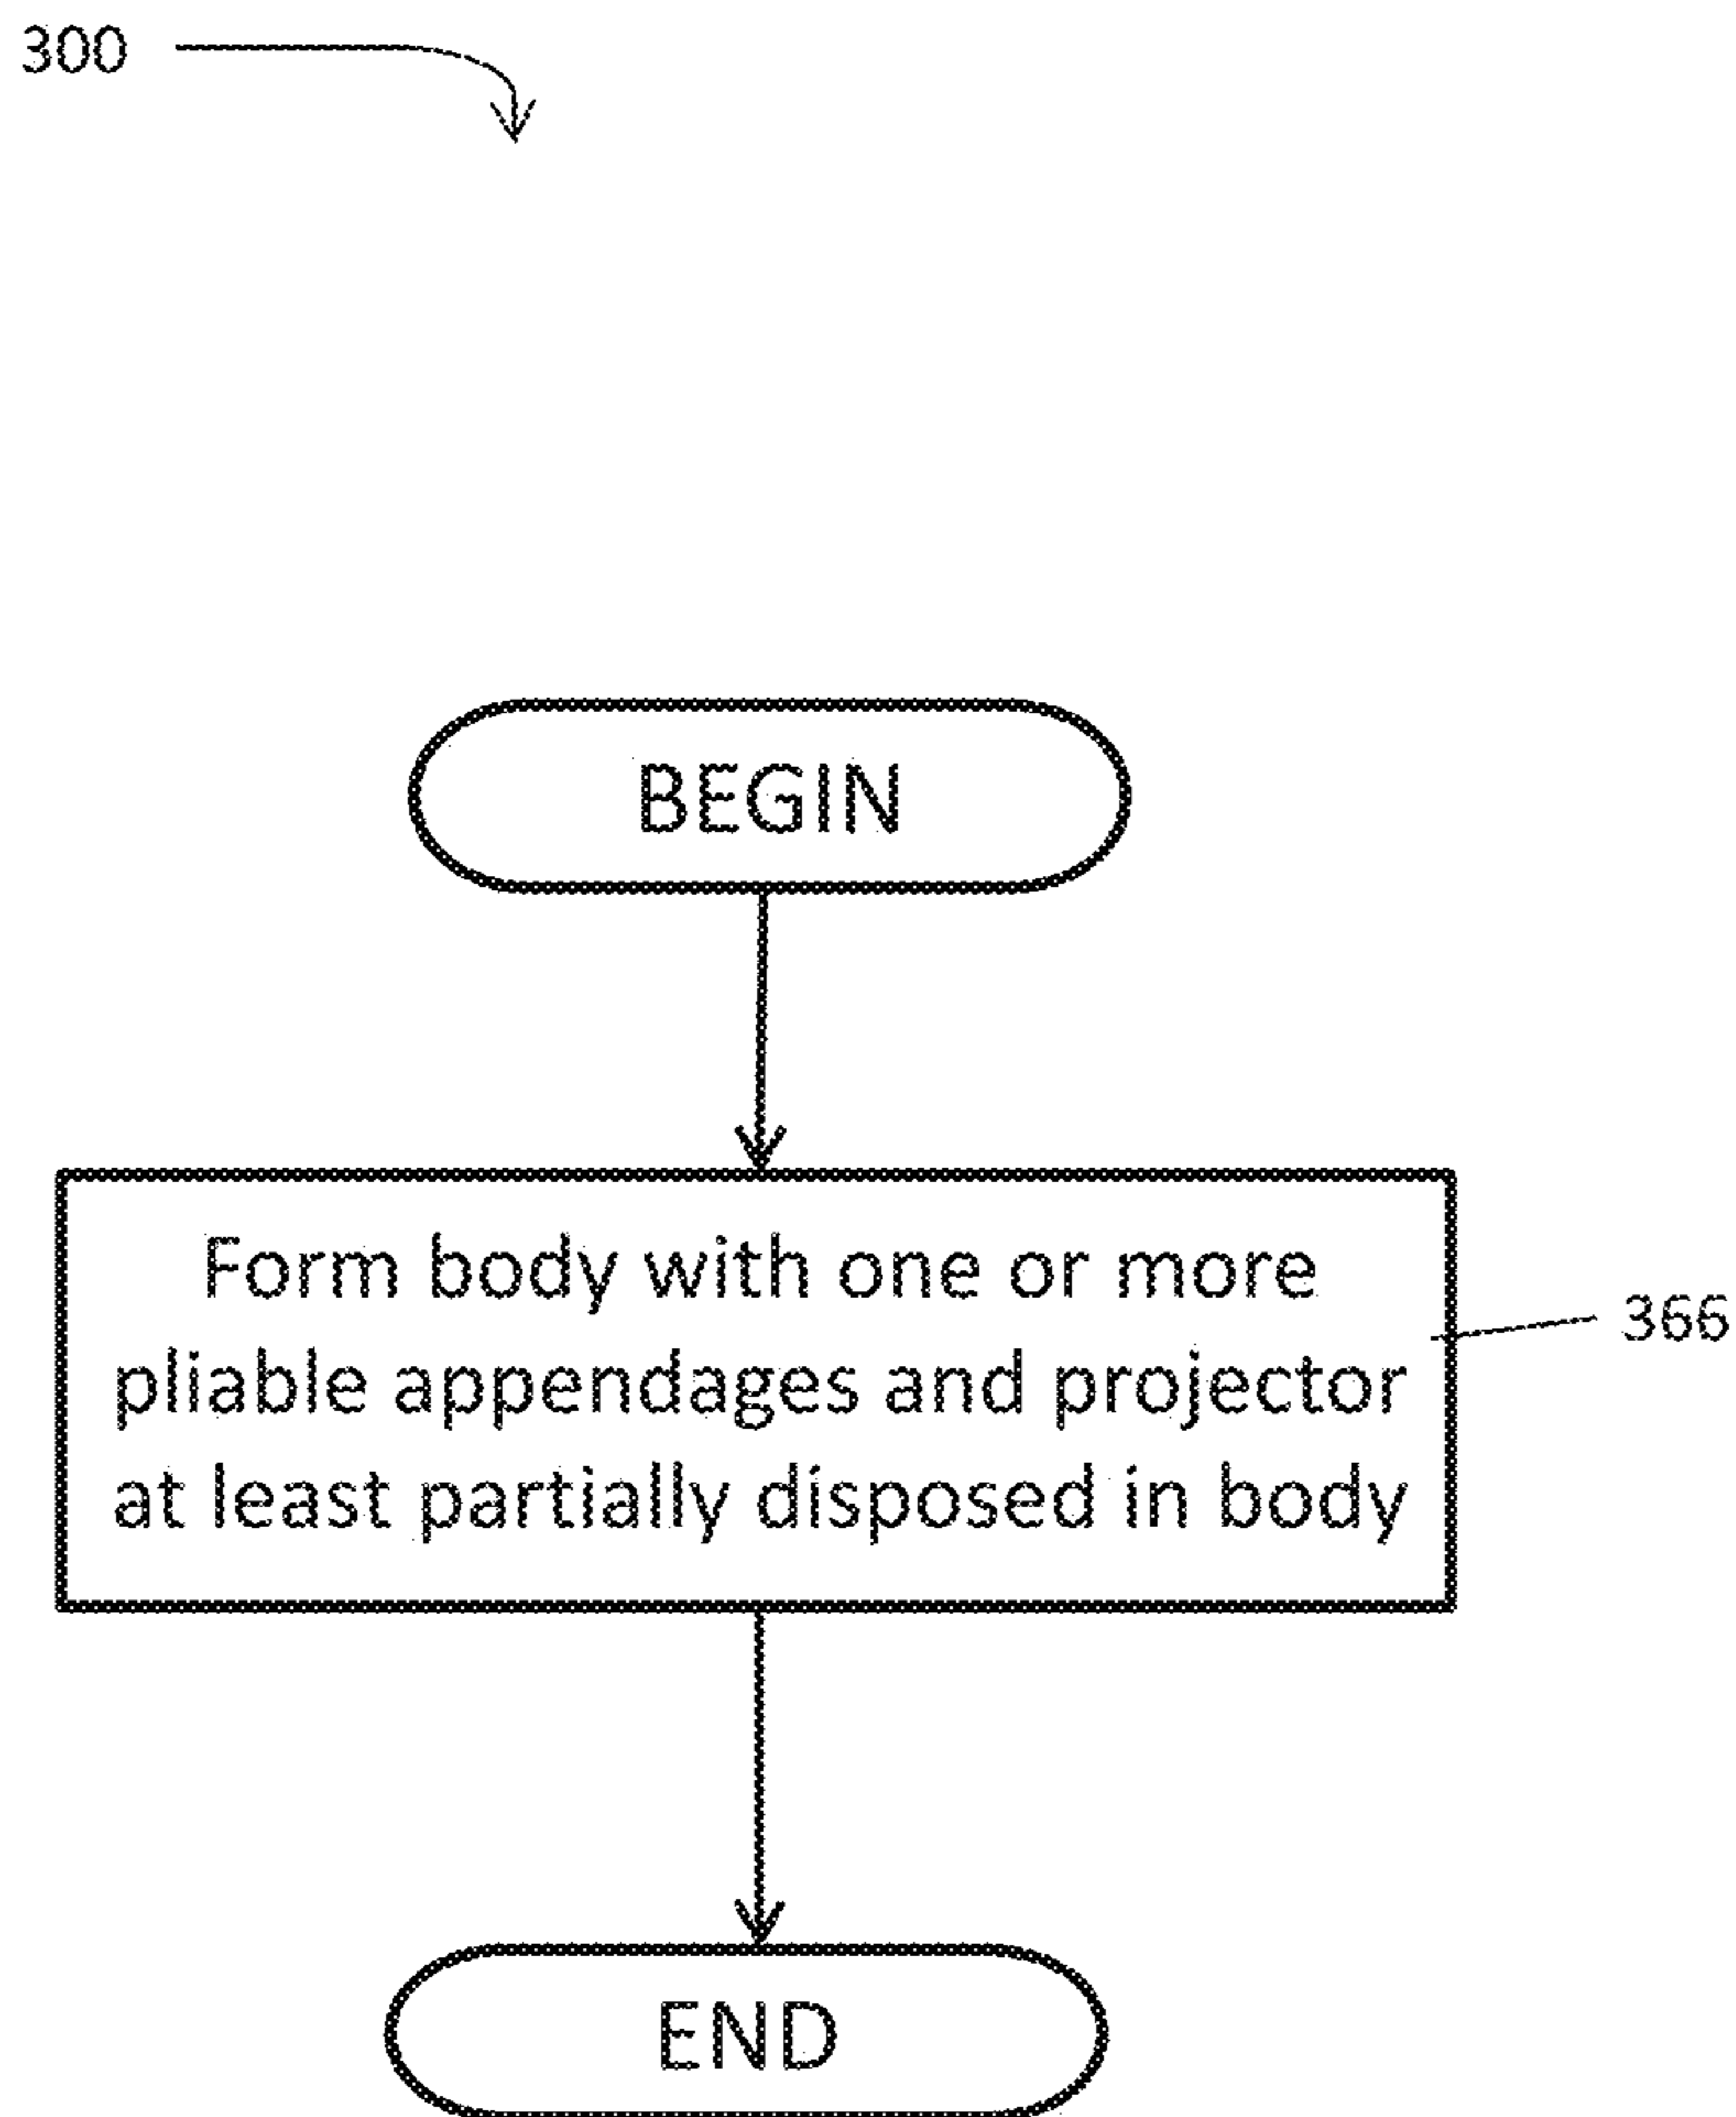 300
BEGIN
Form body with one or more
pliable appendages and projector
at least partially disposed in body
366
END